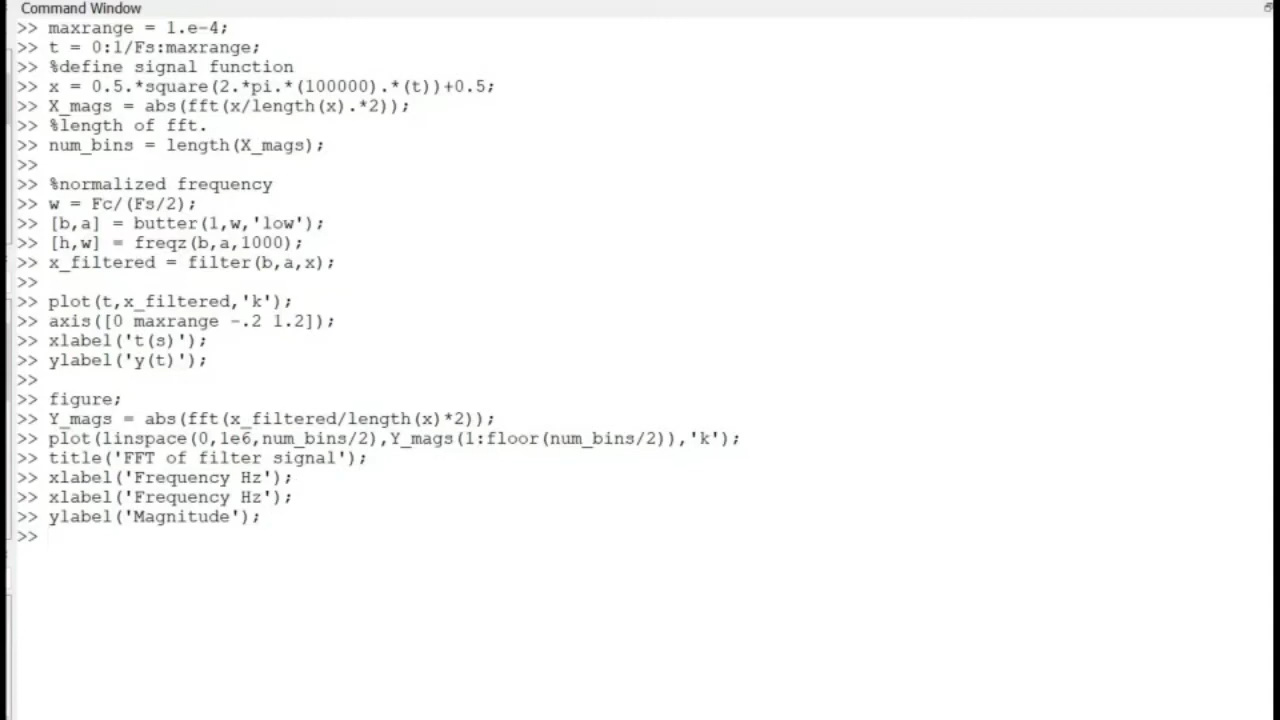 Command Window
>> maxrange = 1.e-4;
>> t = 0:1/Fs:maxrange;
>> %define signal function
>> x = 0.5.*square(2.*pi.*(100000).*(t))+0.5;
>> X_mags = abs(fft(x/length(x).*2));
>> %length of fft.
>> num_bins = length(X_mags);
>>
>> %normalized frequency
>> w = Fc/(Fs/2);
>> [b,a] = butter(1,w,'low');
>> [h,w] = freqz(b,a,1000);
>> x_filtered = filter(b,a,x);
>>
>> plot(t,x_filtered,'k');
>> axis([0 maxrange -.2 1.2]);
>> xlabel('t(s)');
>> ylabel('y(t)');
>>
>> figure;
>> Y_mags = abs(fft(x_filtered/length(x)*2));
>> plot(linspace(0,1e6,num_bins/2),Y_mags(1:floor(num_bins/2)),'k');
>> title('FFT of filter signal');
>> xlabel('Frequency Hz');
>> xlabel('Frequency Hz');
>> ylabel('Magnitude');
>>